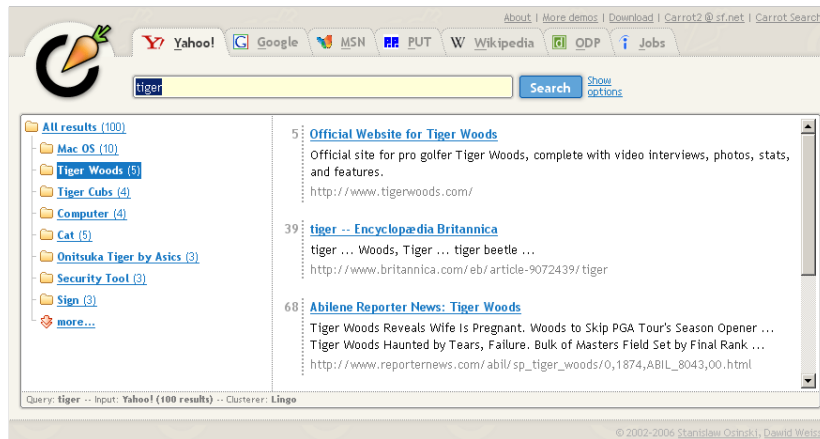 About | More demos | Download | Carrot2 @ sf.net | Carrot Search
Yahoo! Google MSN PUT Wikipedia ODP Jobs
tiger Search Show options
All results (100)
Mac OS (10)
Tiger Woods (5)
Tiger Cubs (4)
Computer (4)
Cat (5)
Onitsuka Tiger by Asics (3)
Security Tool (3)
Sign (3)
more...
5 Official Website for Tiger Woods
Official site for pro golfer Tiger Woods, complete with video interviews, photos, stats,
and features.
http://www.tigerwoods.com/
39 tiger -- Encyclopædia Britannica
tiger ... Woods, Tiger ... tiger beetle ...
http://www.britannica.com/eb/article-9072439/tiger
68 Abilene Reporter News: Tiger Woods
Tiger Woods Reveals Wife Is Pregnant. Woods to Skip PGA Tour's Season Opener ...
Tiger Woods Haunted by Tears, Failure. Bulk of Masters Field Set by Final Rank ...
http://www.reporternews.com/abil/sp_tiger_woods/0,1874,ABIL_8043,00.html
Query: tiger -- Input: Yahoo! (100 results) -- Clusterer: Lingo
© 2002-2006 Stanislaw Osinski, Dawid Weiss